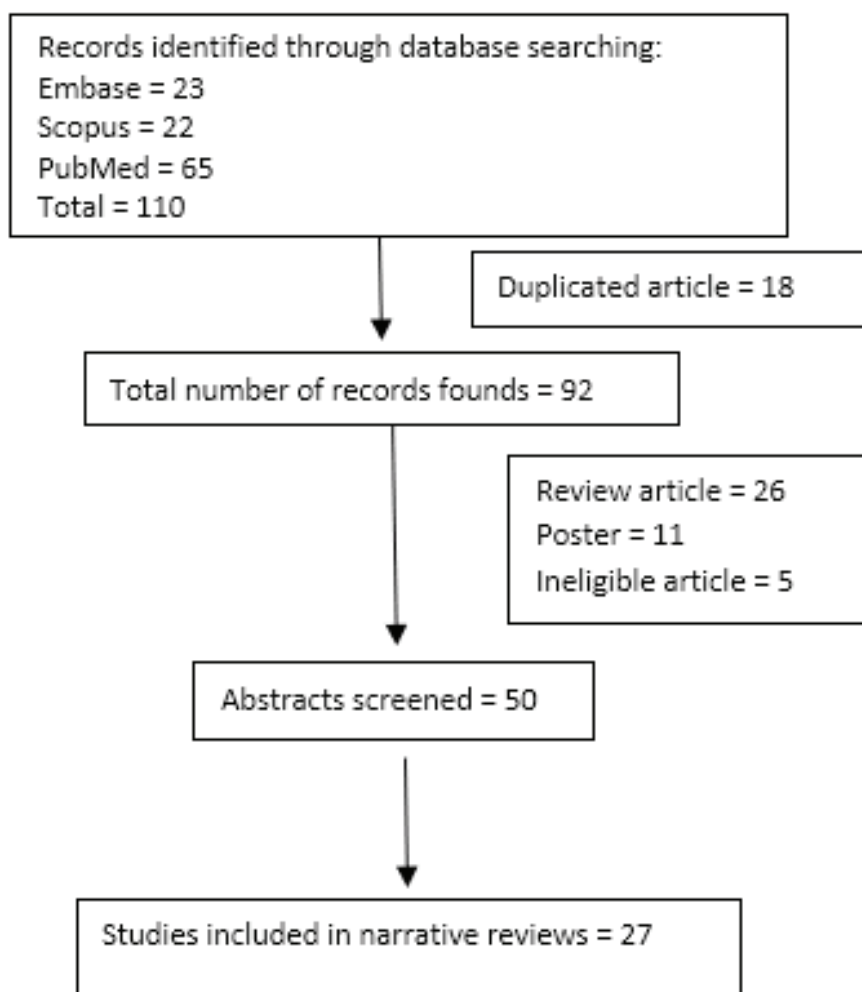 Records identified through database searching:
Embase = 23
Scopus = 22
PubMed = 65
Total = 110
Duplicated article = 18
Total number of records founds = 92
Review article = 26
Poster = 11
Ineligible article = 5
Abstracts screened = 50
Studies included in narrative reviews = 27